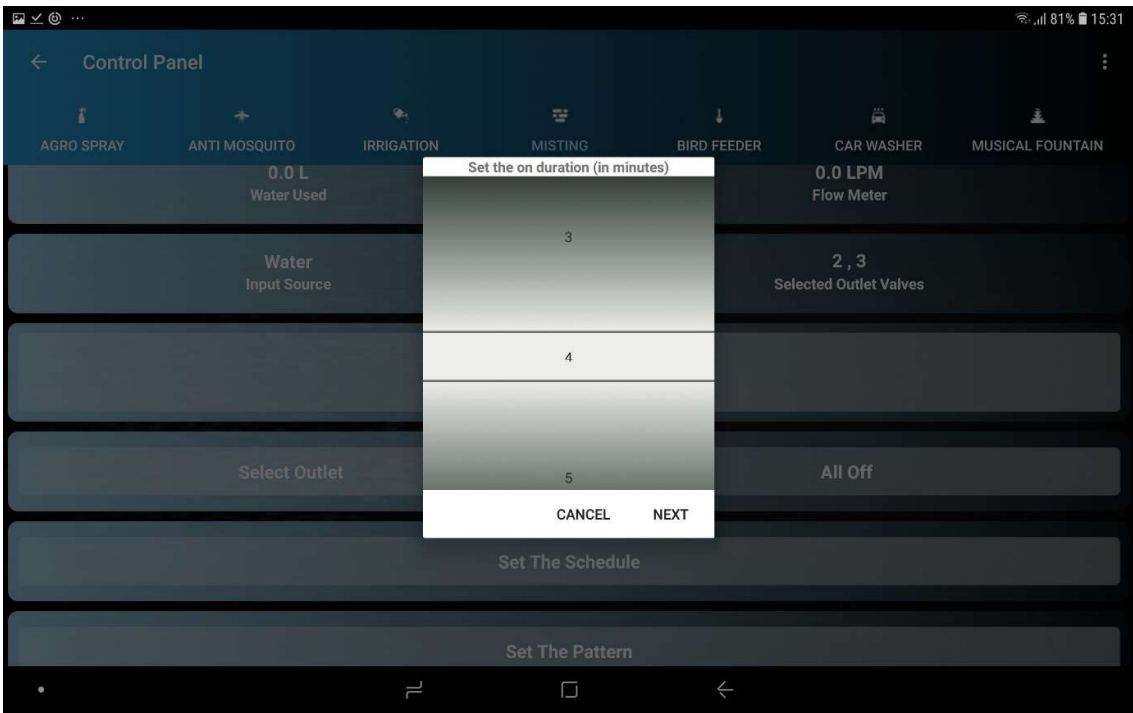 81% 15:31
Control Panel
AGRO SPRAY ANTI MOSQUITO IRRIGATION MISTING BIRD FEEDER CAR WASHER MUSICAL FOUNTAIN
0.0 L
Water Used
0.0 LPM
Flow Meter
Set the on duration (in minutes)
3
4
5
CANCEL NEXT
Water
Input Source
2 , 3
Selected Outlet Valves
Select Outlet
All Off
Set The Schedule
Set The Pattern